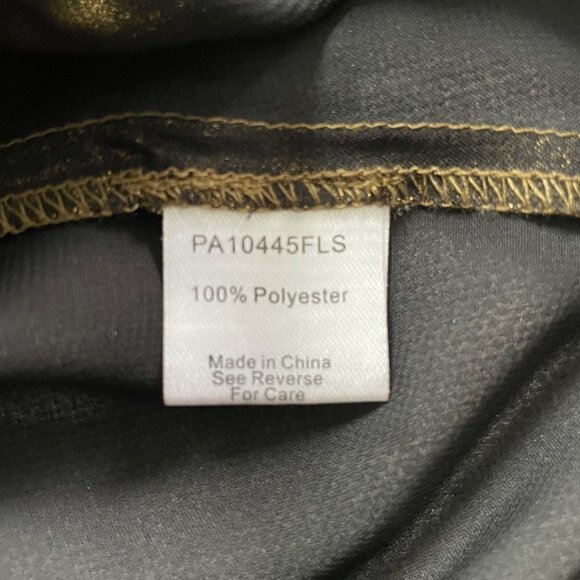 PA10445FLS
100% Polyester
Made in China
See Reverse
For Care